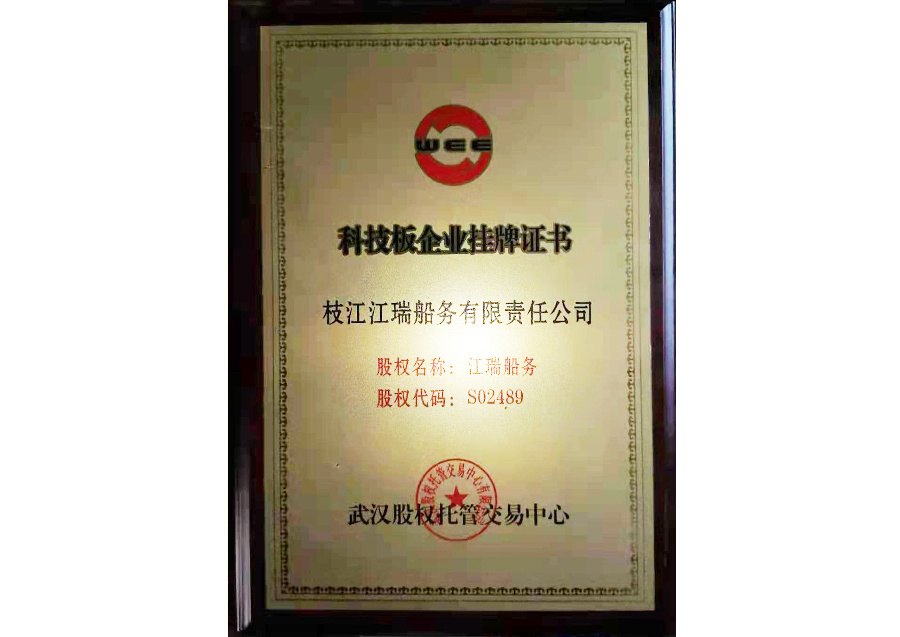 WEE
科技板企业挂牌证书
枝江江瑞船务有限责任公司
股权名称：江瑞船务
股权代码：S02489
武汉股权托管交易中心